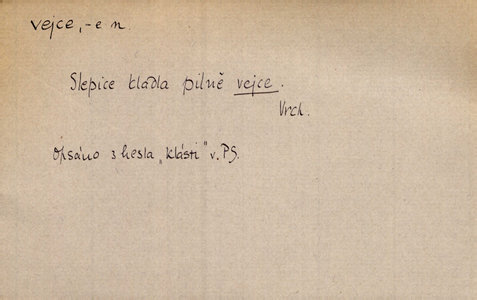 vejce, -e n.
Slepice kladla pilně vejce.
Vrch.
Opsáno z hesla „klásti" v. PS.